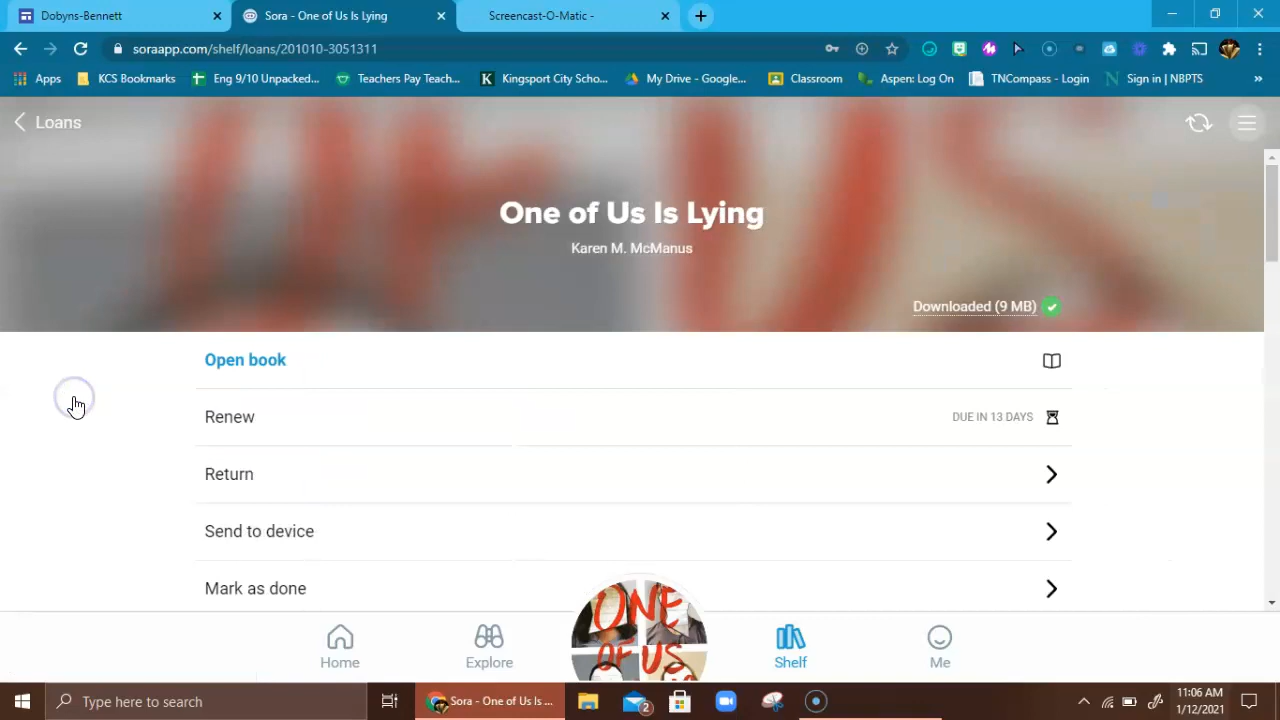 Dobyns-Bennett
Sora - One of Us is Lying
Screencast-O-Matic -
soraapp.com/shelf/loans/201010-3051311
Apps
KCS Bookmarks
Eng 9/10 Unpacked...
Teachers Pay Teach...
K Kingsport City Scho...
My Drive - Google...
Classroom
Aspen: Log On
TNCompass - Login
N Sign in | NBPTS
»
Loans
One of Us Is Lying
Karen M. McManus
Downloaded (9 MB)
Open book
Renew
DUE IN 13 DAYS
Return
Send to device
Mark as done
ONE
OF US
Home
Explore
Shelf
Me
Type here to search
Sora - One of Us Is ...
2
11:06 AM
1/12/2021